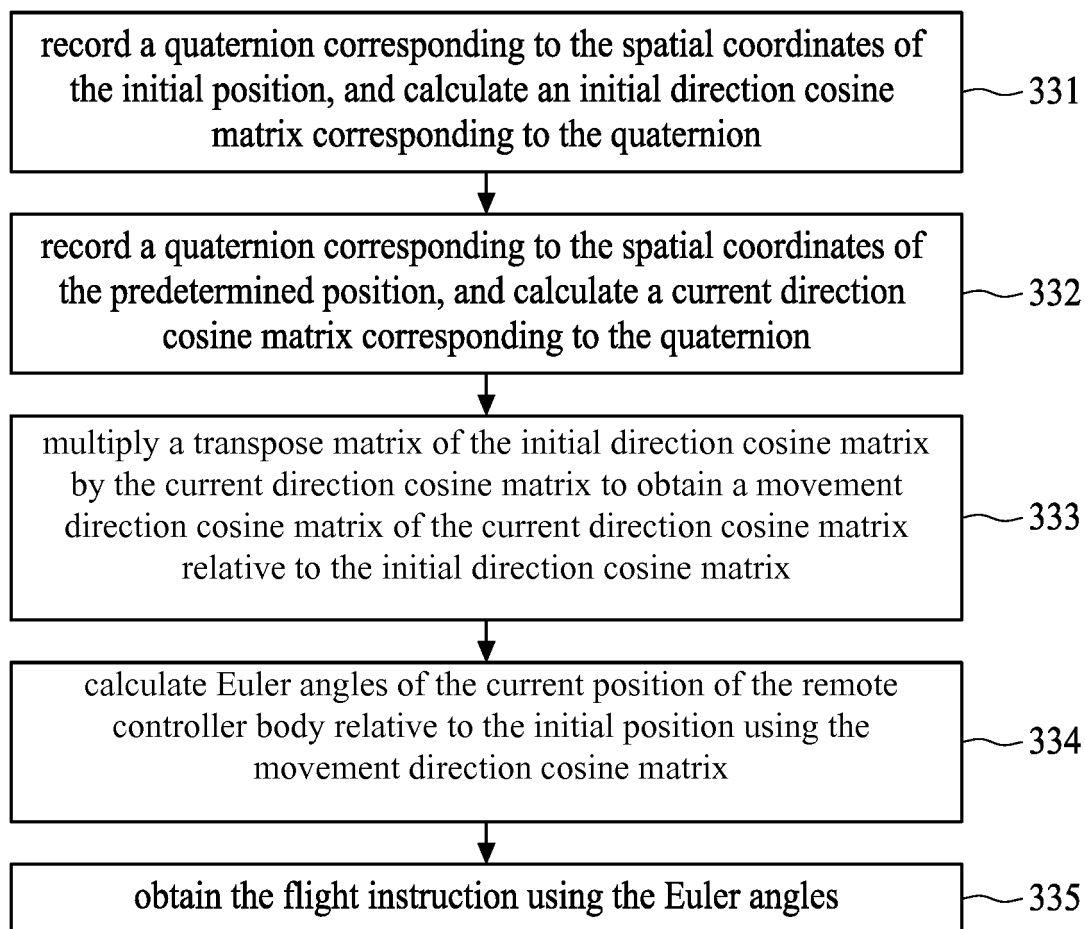 record a quaternion corresponding to the spatial coordinates of
the initial position, and calculate an initial direction cosine
matrix corresponding to the quaternion
331
record a quaternion corresponding to the spatial coordinates of
the predetermined position, and calculate a current direction
cosine matrix corresponding to the quaternion
332
multiply a transpose matrix of the initial direction cosine matrix
by the current direction cosine matrix to obtain a movement
direction cosine matrix of the current direction cosine matrix
relative to the initial direction cosine matrix
333
calculate Euler angles of the current position of the remote
controller body relative to the initial position using the
movement direction cosine matrix
334
obtain the flight instruction using the Euler angles
335